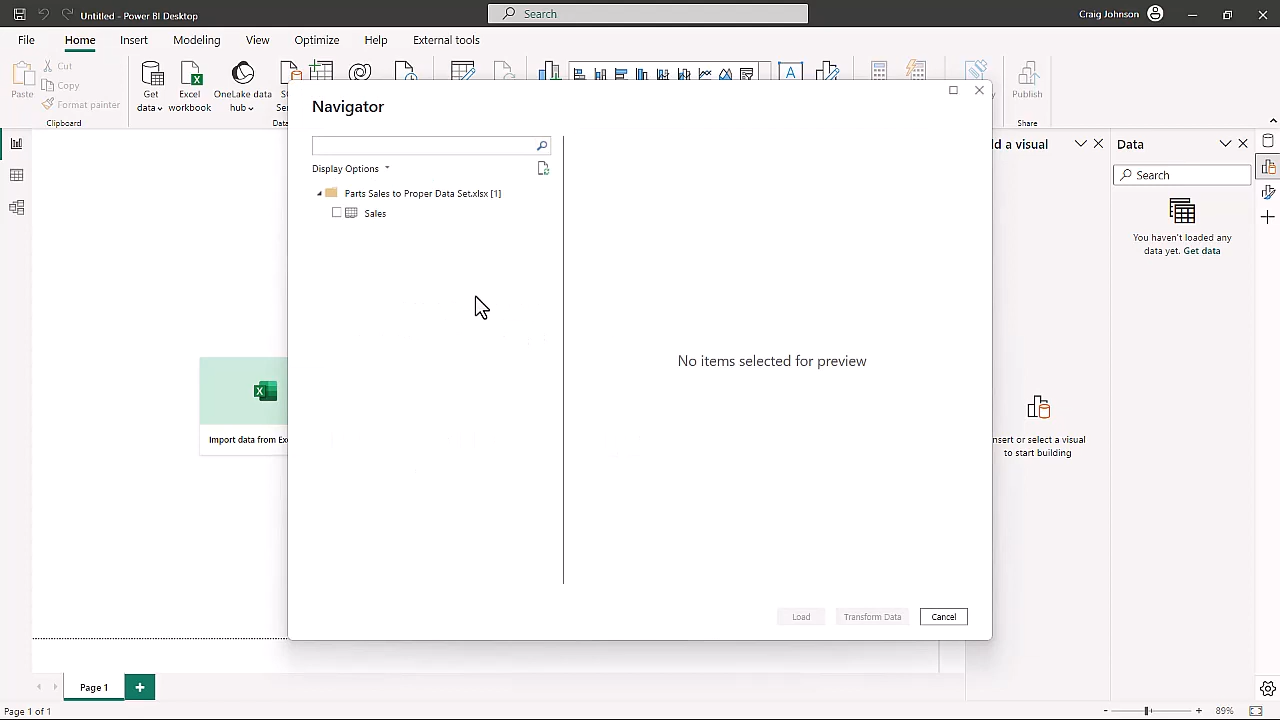 Untitled - Power BI Desktop
Search
Craig Johnson
File
Home
Insert
Modeling
View
Optimize
Help
External tools
Paste
Cut
Copy
Format painter
Clipboard
Get data
Excel workbook
OneLake data hub
Publish
Share
Navigator
Display Options
Parts Sales to Proper Data Set.xlsx [1]
Sales
No items selected for preview
Load
Transform Data
Cancel
Import data from
d a visual
Data
Search
You haven't loaded any
data yet. Get data
nsert or select a visual
to start building
Page 1
Page 1 of 1
89%